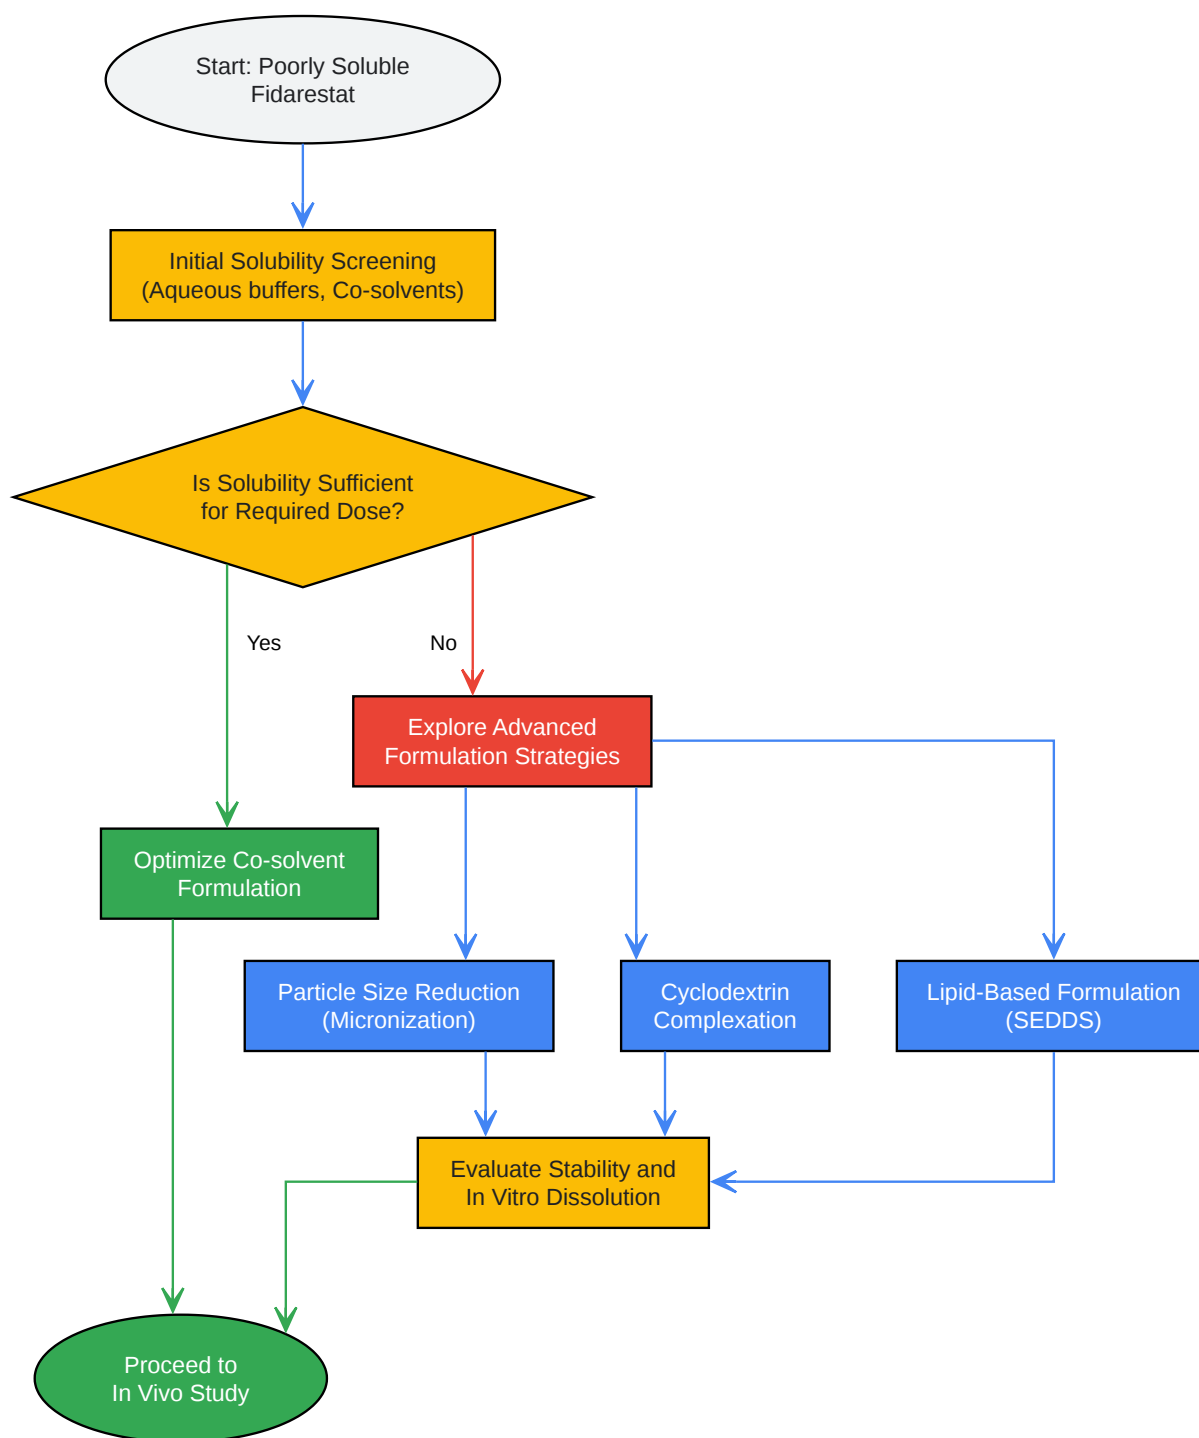 Start: Poorly Soluble
Fidarestat
Initial Solubility Screening
(Aqueous buffers, Co-solvents)
Is Solubility Sufficient
for Required Dose?
Yes
No
Explore Advanced
Formulation Strategies
Optimize Co-solvent
Formulation
Particle Size Reduction
(Micronization)
Cyclodextrin
Complexation
Lipid-Based Formulation
(SEDDS)
Evaluate Stability and
In Vitro Dissolution
Proceed to
In Vivo Study